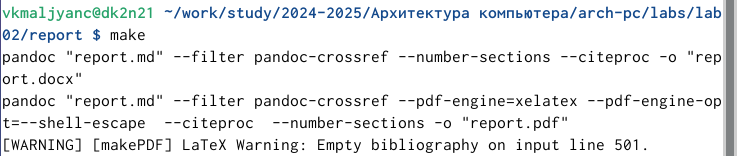 vkmaljyanc@dk2n21 ~/work/study/2024-2025/Архитектура компьютера/arch-pc/labs/lab
02/report $ make
pandoc "report.md" --filter pandoc-crossref --number-sections --citeproc -o "rep
ort.docx"
pandoc "report.md" --filter pandoc-crossref --pdf-engine=xelatex --pdf-engine-op
t=--shell-escape  --citeproc  --number-sections -o "report.pdf"
[WARNING] [makePDF] LaTeX Warning: Empty bibliography on input line 501.